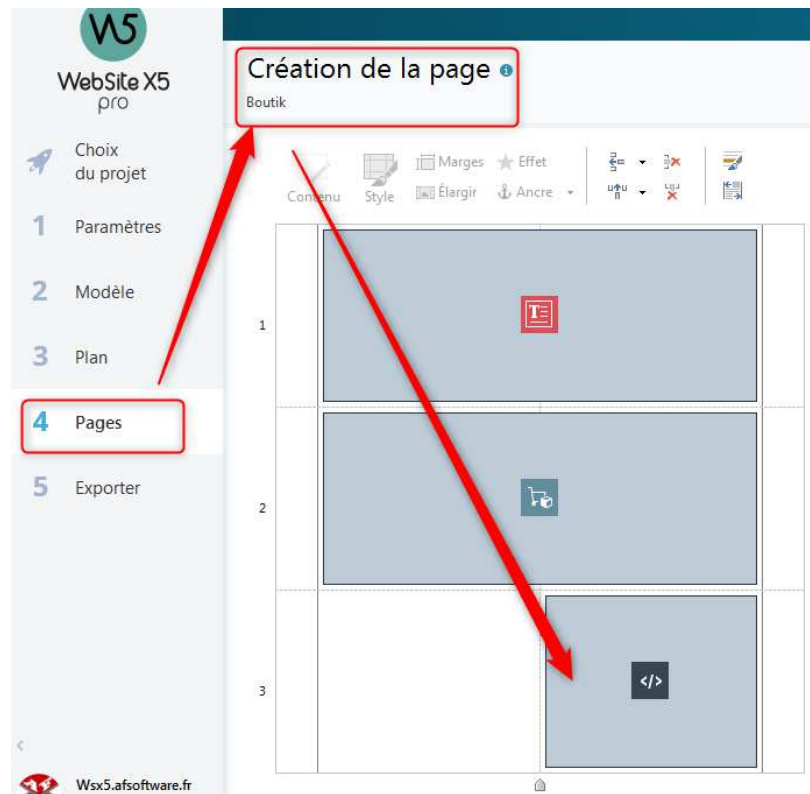 W5
WebSite X5
pro
Choix
du projet
1 Paramètres
2 Modèle
3 Plan
4 Pages
5 Exporter
Wsx5.afsoftware.fr
Création de la page
Boutik
Contenu
Style
Marges
Effet
Élargir
Ancre
1
2
3